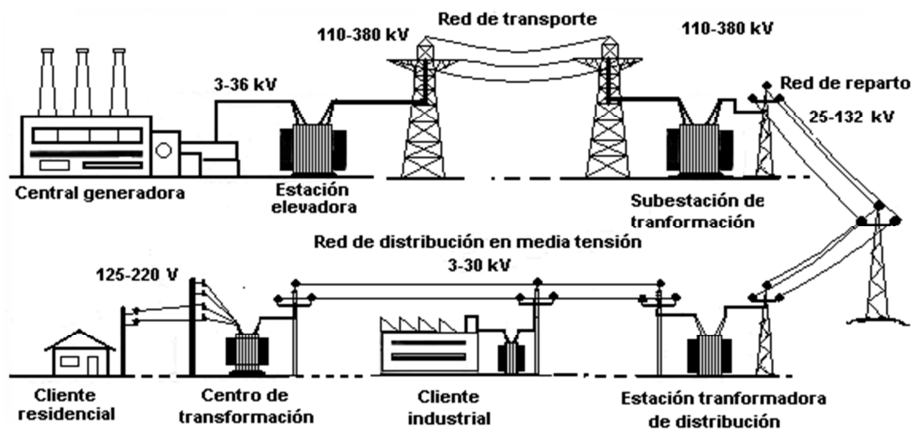 Red de transporte
110-380 kV
110-380 kV
3-36 kV
Red de reparto
25-132 kV
Central generadora
Estación
elevadora
Subestación de
tranformación
Red de distribución en media tensión
3-30 kV
125-220 V
Cliente
residencial
Centro de
transformación
Cliente
industrial
Estación tranformadora
de distribución